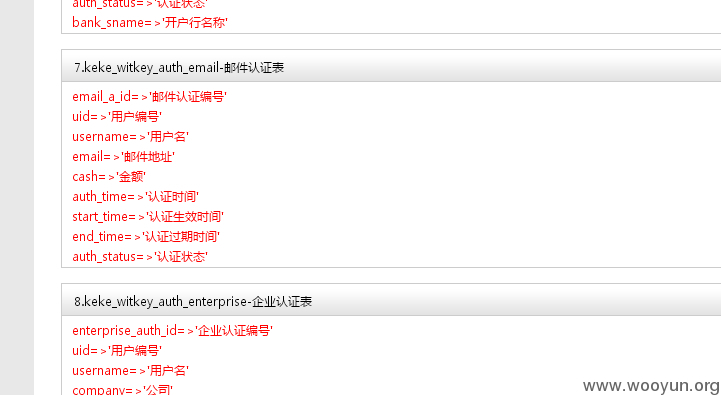 auth_status=>'认证状态'
bank_sname=>'开户行名称'
7.keke_witkey_auth_email-邮件认证表
email_a_id=>'邮件认证编号'
uid=>'用户编号'
username=>'用户名'
email=>'邮件地址'
cash=>'金额'
auth_time=>'认证时间'
start_time=>'认证生效时间'
end_time=>'认证过期时间'
auth_status=>'认证状态'
8.keke_witkey_auth_enterprise-企业认证表
enterprise_auth_id=>'企业认证编号'
uid=>'用户编号'
username=>'用户名'
company=>'公司'
www.wooyun.org